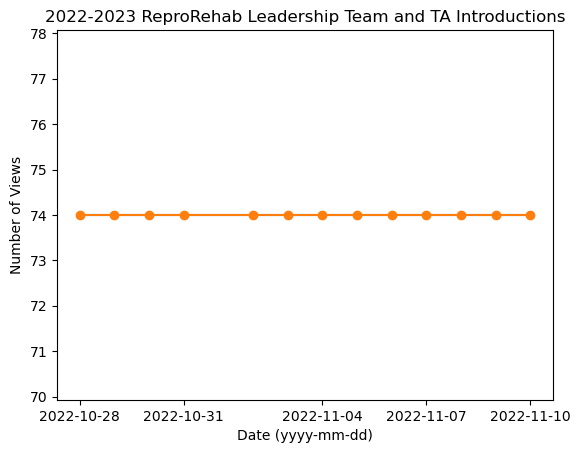 2022-2023 ReproRehab Leadership Team and TA Introductions
78
77
76
75
74
73
72
71
70
Number of Views
2022-10-28 2022-10-31 2022-11-04 2022-11-07 2022-11-10
Date (yyyy-mm-dd)